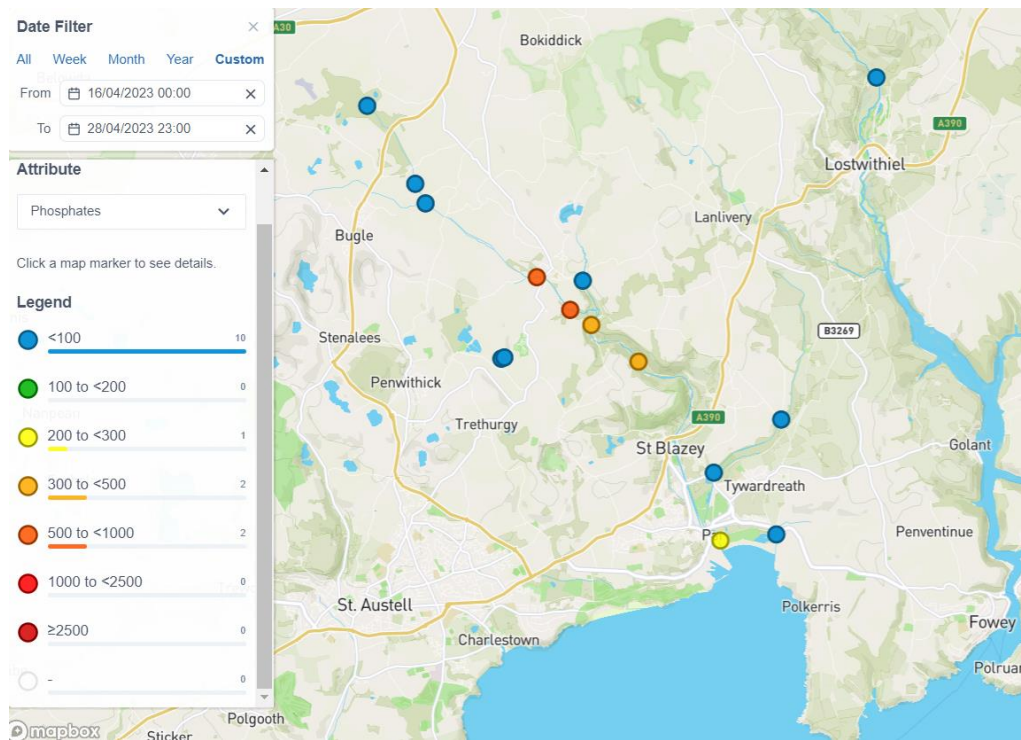 Date Filter
All Week Month Year Custom
From 16/04/2023 00:00
To 28/04/2023 23:00
Attribute
Phosphates
Click a map marker to see details.
Legend
<100 10
100 to <200 0
200 to <300 1
300 to <500 2
500 to <1000 2
1000 to <2500 0
≥2500 0
- 0
mapbox
A30
Bokiddick
A390
Lostwithiel
Lanlivery
Bugle
B3269
Stenalees
Penwithick
Trethurgy
A390
St Blazey
Golant
Tywardreath
Penventinue
St. Austell
Polkerris
Fowey
Charlestown
Polruan
Polgooth
Sticker